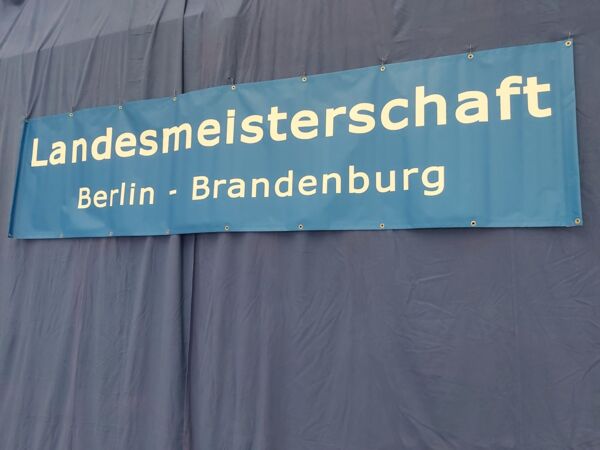 Landesmeisterschaft
Berlin - Brandenburg